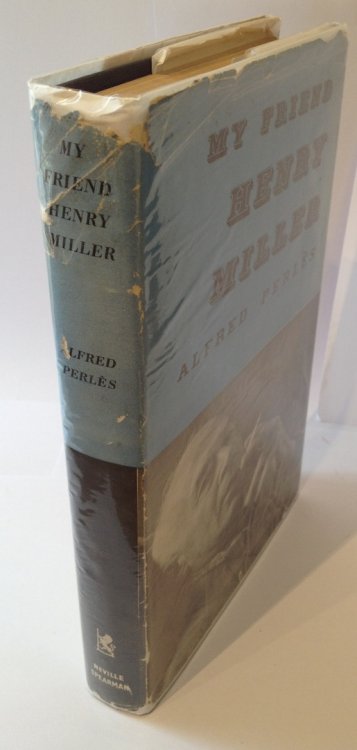 MY
FRIEND
HENRY
MILLER
ALFRED
PERLÈS
NEVILLE
SPEARMAN
MY FRIEND
HENRY
MILLER
ALFRED PERLÈS